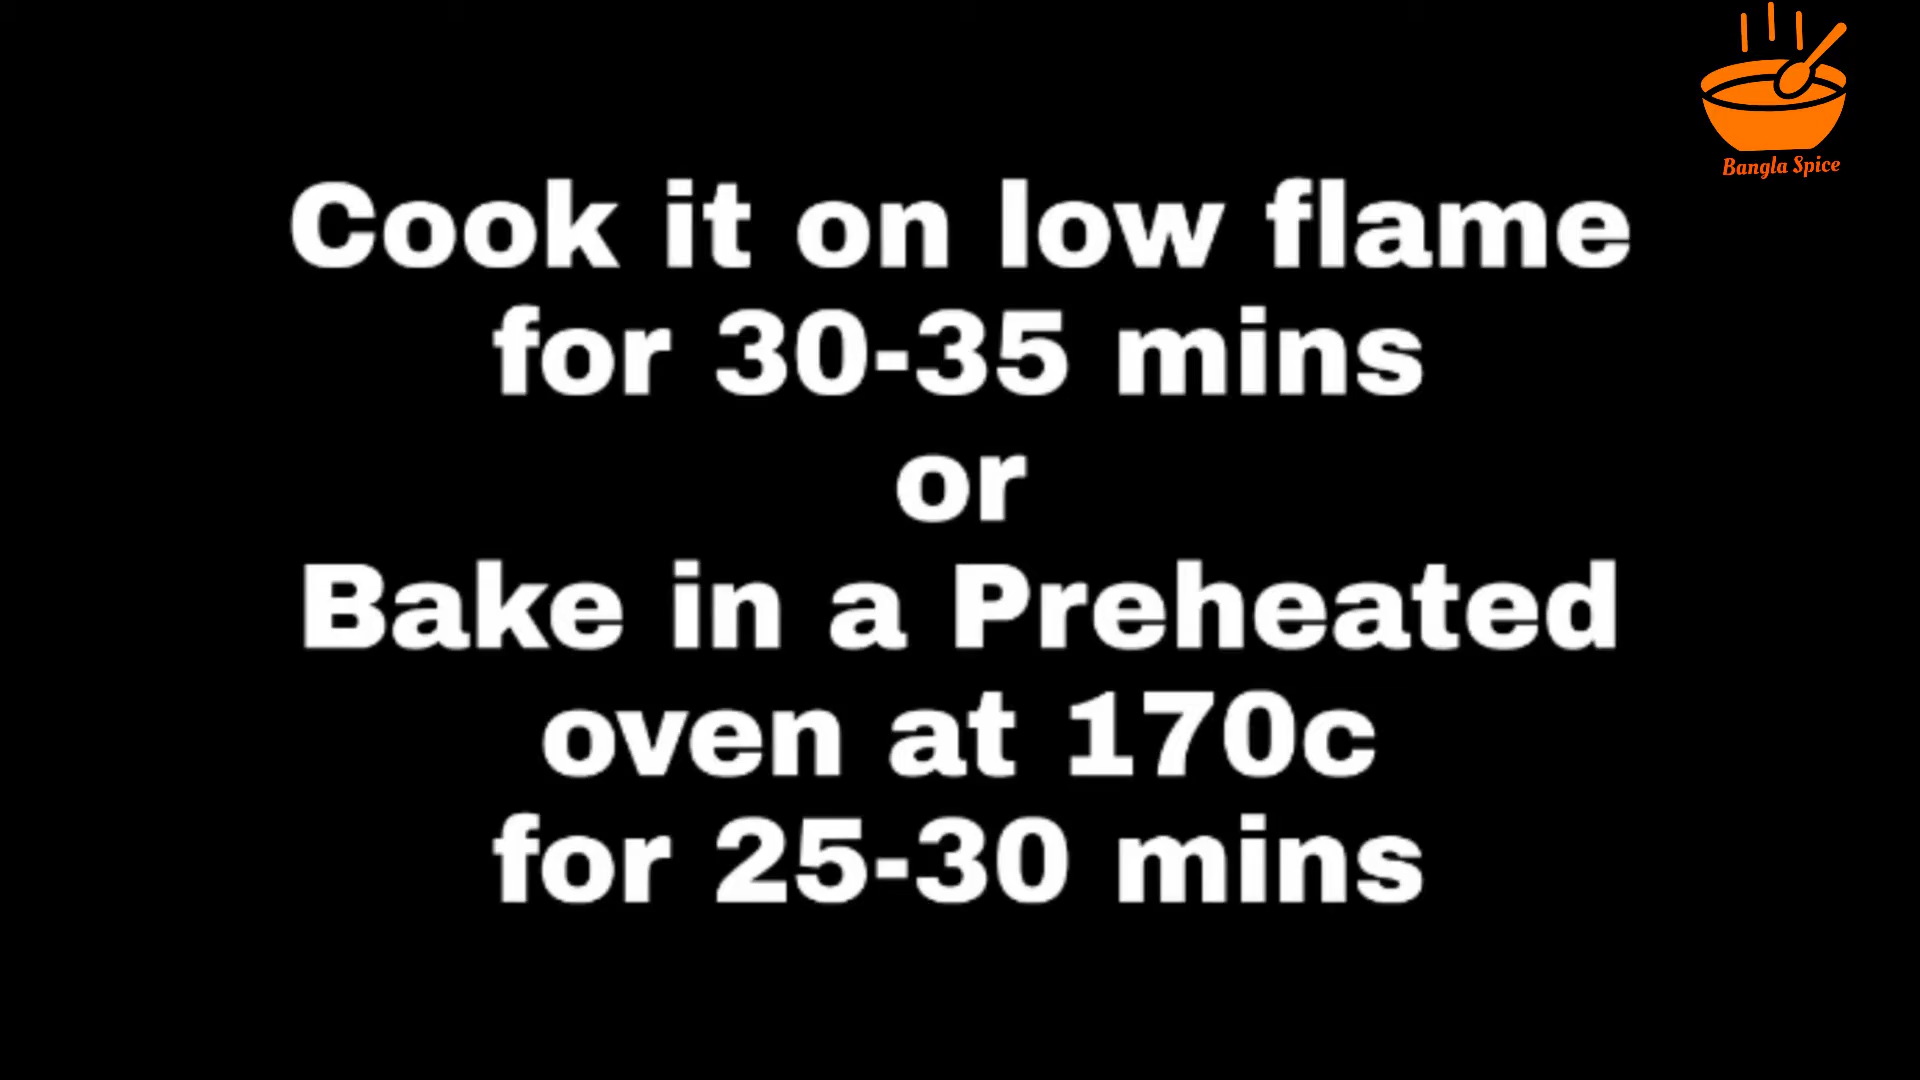 Bangla Spice
Cook it on low flame
for 30-35 mins
or
Bake in a Preheated
oven at 170c
for 25-30 mins